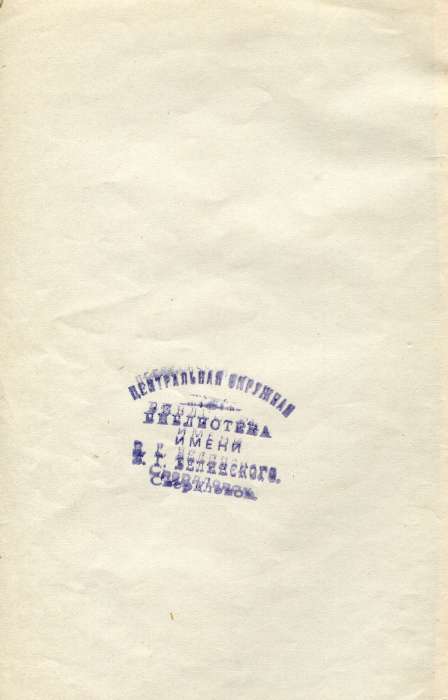 ЦЕНТРАЛЬНАЯ ОКРУЖНАЯ
БИБЛИОТЕКА
ИМЕНИ
В. Г. БЕЛИНСКОГО.
Свердловск.